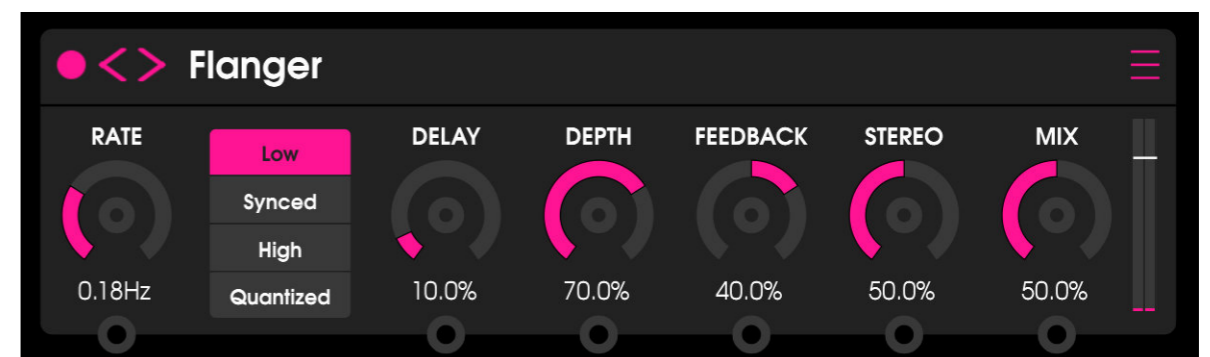 Flanger
RATE
0.18Hz
Low
Synced
High
Quantized
DELAY
10.0%
DEPTH
70.0%
FEEDBACK
40.0%
STEREO
50.0%
MIX
50.0%